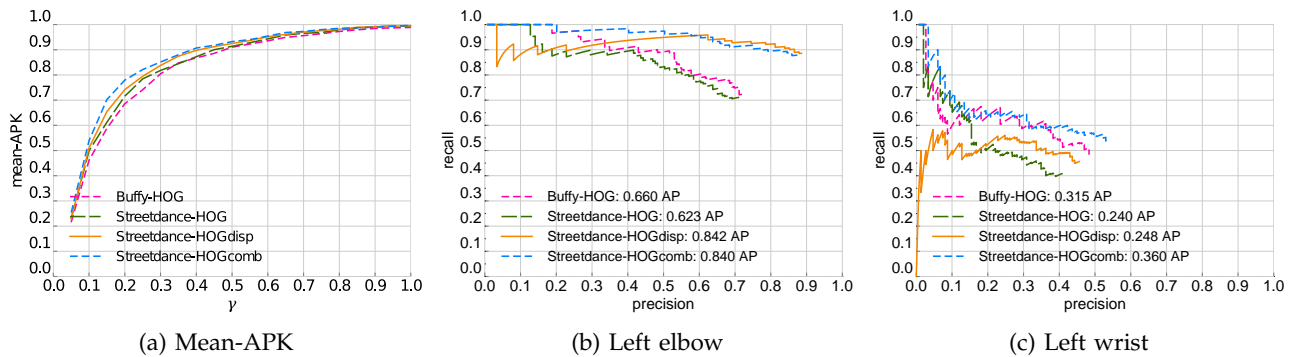 mean-APK
1.0
0.9
0.8
0.7
0.6
0.5
0.4
0.3
0.2
0.1
0.0
Buffy-HOG
Streetdance-HOG
Streetdance-HOGdisp
Streetdance-HOGcomb
0.0 0.1 0.2 0.3 0.4 0.5 0.6 0.7 0.8 0.9 1.0
γ
(a) Mean-APK
recall
1.0
0.9
0.8
0.7
0.6
0.5
0.4
0.3
0.2
0.1
0.0
Buffy-HOG: 0.660 AP
Streetdance-HOG: 0.623 AP
Streetdance-HOGdisp: 0.842 AP
Streetdance-HOGcomb: 0.840 AP
0.0 0.1 0.2 0.3 0.4 0.5 0.6 0.7 0.8 0.9 1.0
precision
(b) Left elbow
recall
1.0
0.9
0.8
0.7
0.6
0.5
0.4
0.3
0.2
0.1
0.0
Buffy-HOG: 0.315 AP
Streetdance-HOG: 0.240 AP
Streetdance-HOGdisp: 0.248 AP
Streetdance-HOGcomb: 0.360 AP
0.0 0.1 0.2 0.3 0.4 0.5 0.6 0.7 0.8 0.9 1.0
precision
(c) Left wrist